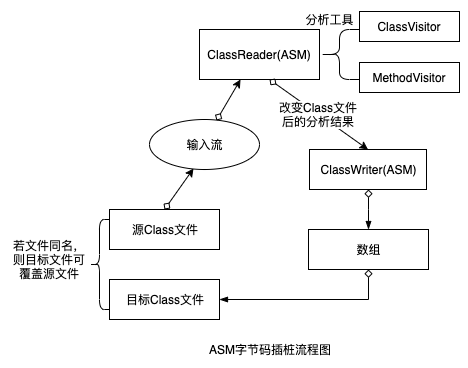 分析工具
ClassVisitor
ClassReader(ASM)
MethodVisitor
改变Class文件
后的分析结果
输入流
ClassWriter(ASM)
源Class文件
若文件同名，
则目标文件可
覆盖源文件
数组
目标Class文件
ASM字节码插桩流程图